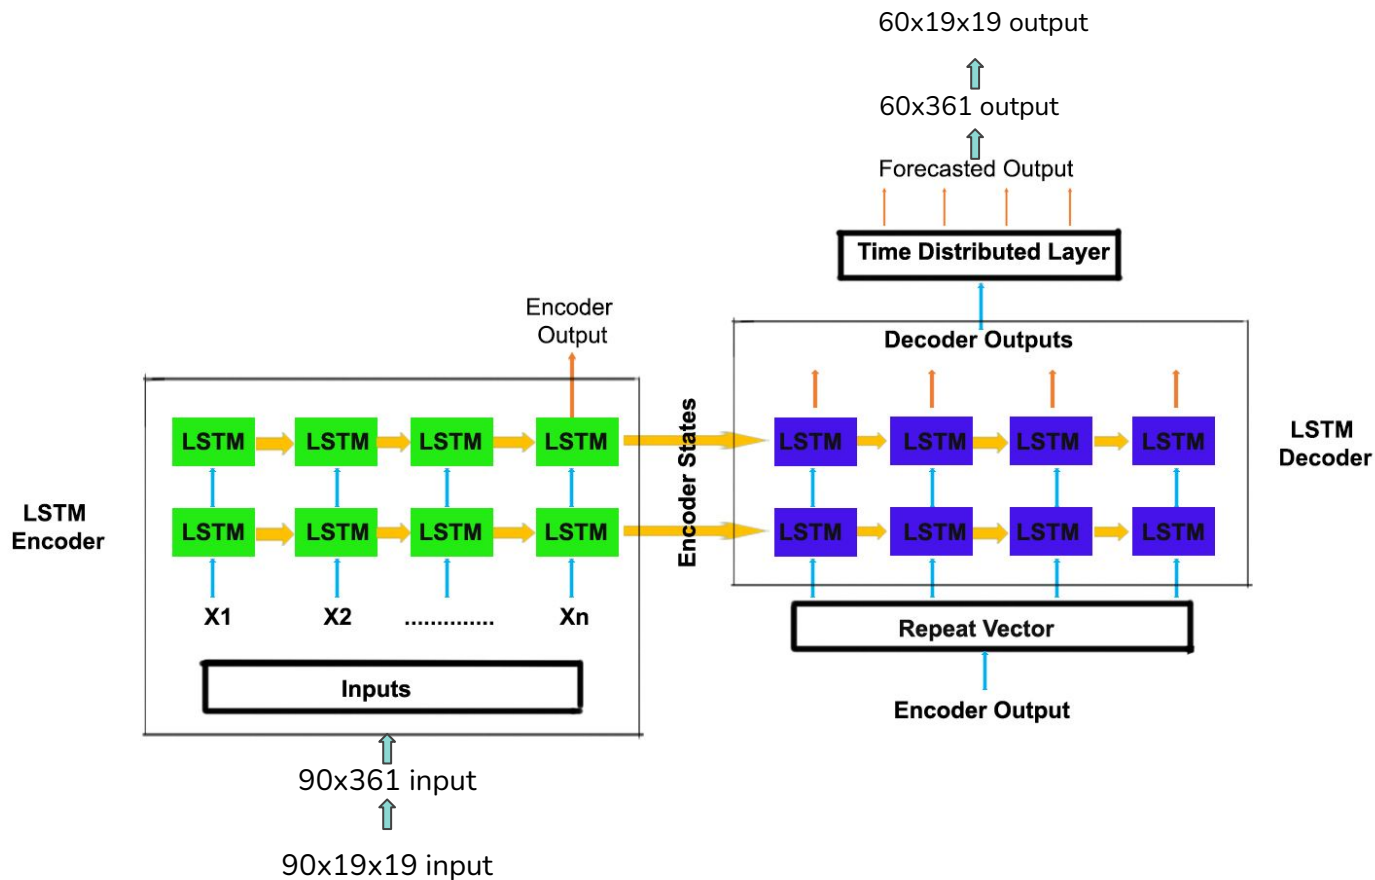 60x19x19 output
60x361 output
Forecasted Output
Time Distributed Layer
Encoder
Output
Decoder Outputs
LSTM LSTM LSTM LSTM
LSTM LSTM LSTM LSTM
Encoder States
LSTM LSTM LSTM LSTM
LSTM LSTM LSTM LSTM
LSTM
Decoder
LSTM
Encoder
X1 X2 .............. Xn
Repeat Vector
Inputs
Encoder Output
90x361 input
90x19x19 input